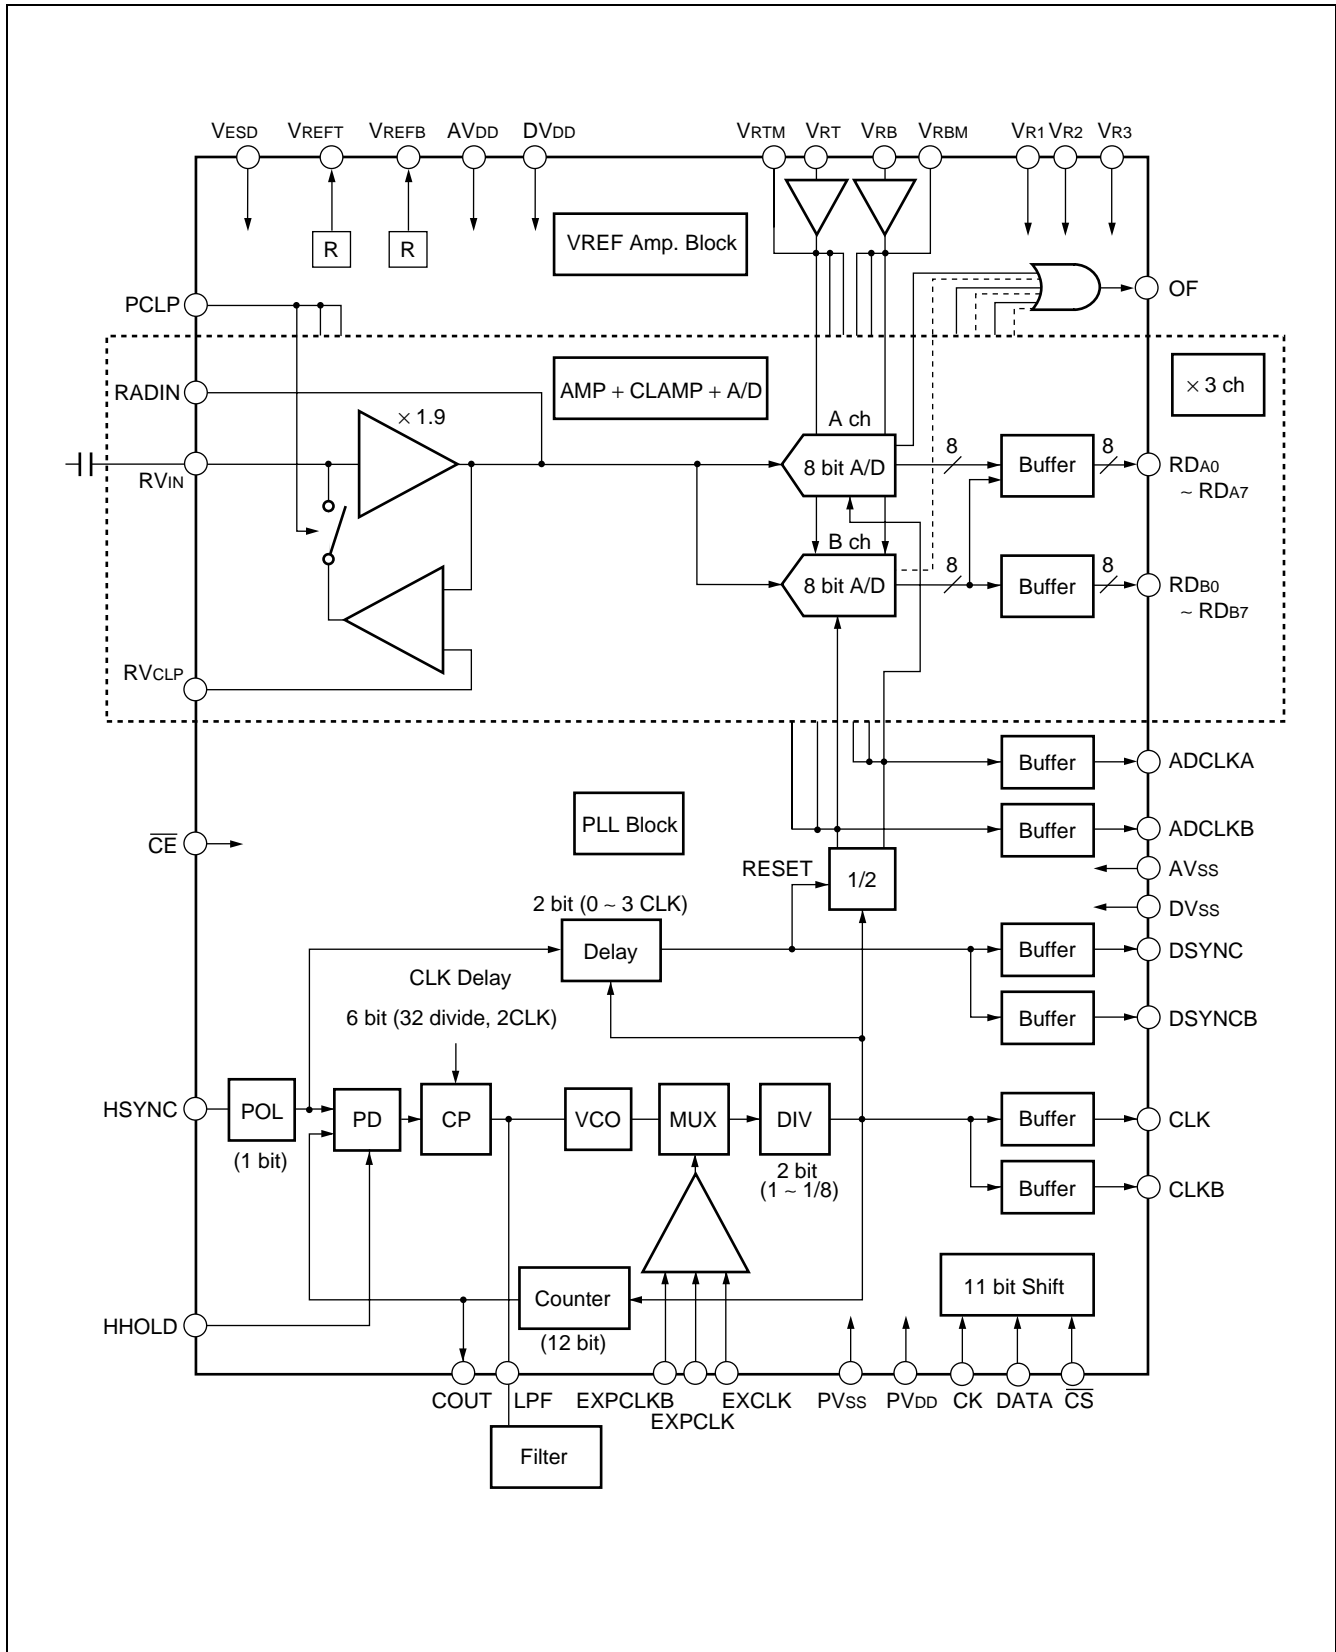 VESD VREFT VREFB AVDD DVDD VRTM VRT VRB VRBM VR1 VR2 VR3
R R
VREF Amp. Block
OF
PCLP
RADIN
AMP + CLAMP + A/D
× 3 ch
× 1.9
A ch
RVIN
8 bit A/D
8
Buffer
8
RDA0
~ RDA7
B ch
8 bit A/D
8
Buffer
8
RDB0
~ RDB7
RVCLP
Buffer
ADCLKA
PLL Block
Buffer
ADCLKB
CE
RESET
1/2
AVSS
DVSS
2 bit (0 ~ 3 CLK)
Delay
Buffer
DSYNC
CLK Delay
6 bit (32 divide, 2CLK)
Buffer
DSYNCB
HSYNC
POL
(1 bit)
PD
CP
VCO
MUX
DIV
2 bit
(1 ~ 1/8)
Buffer
CLK
Buffer
CLKB
11 bit Shift
Counter
(12 bit)
HHOLD
COUT LPF EXPCLKB EXPCLK EXCLK PVSS PVDD CK DATA CS
Filter